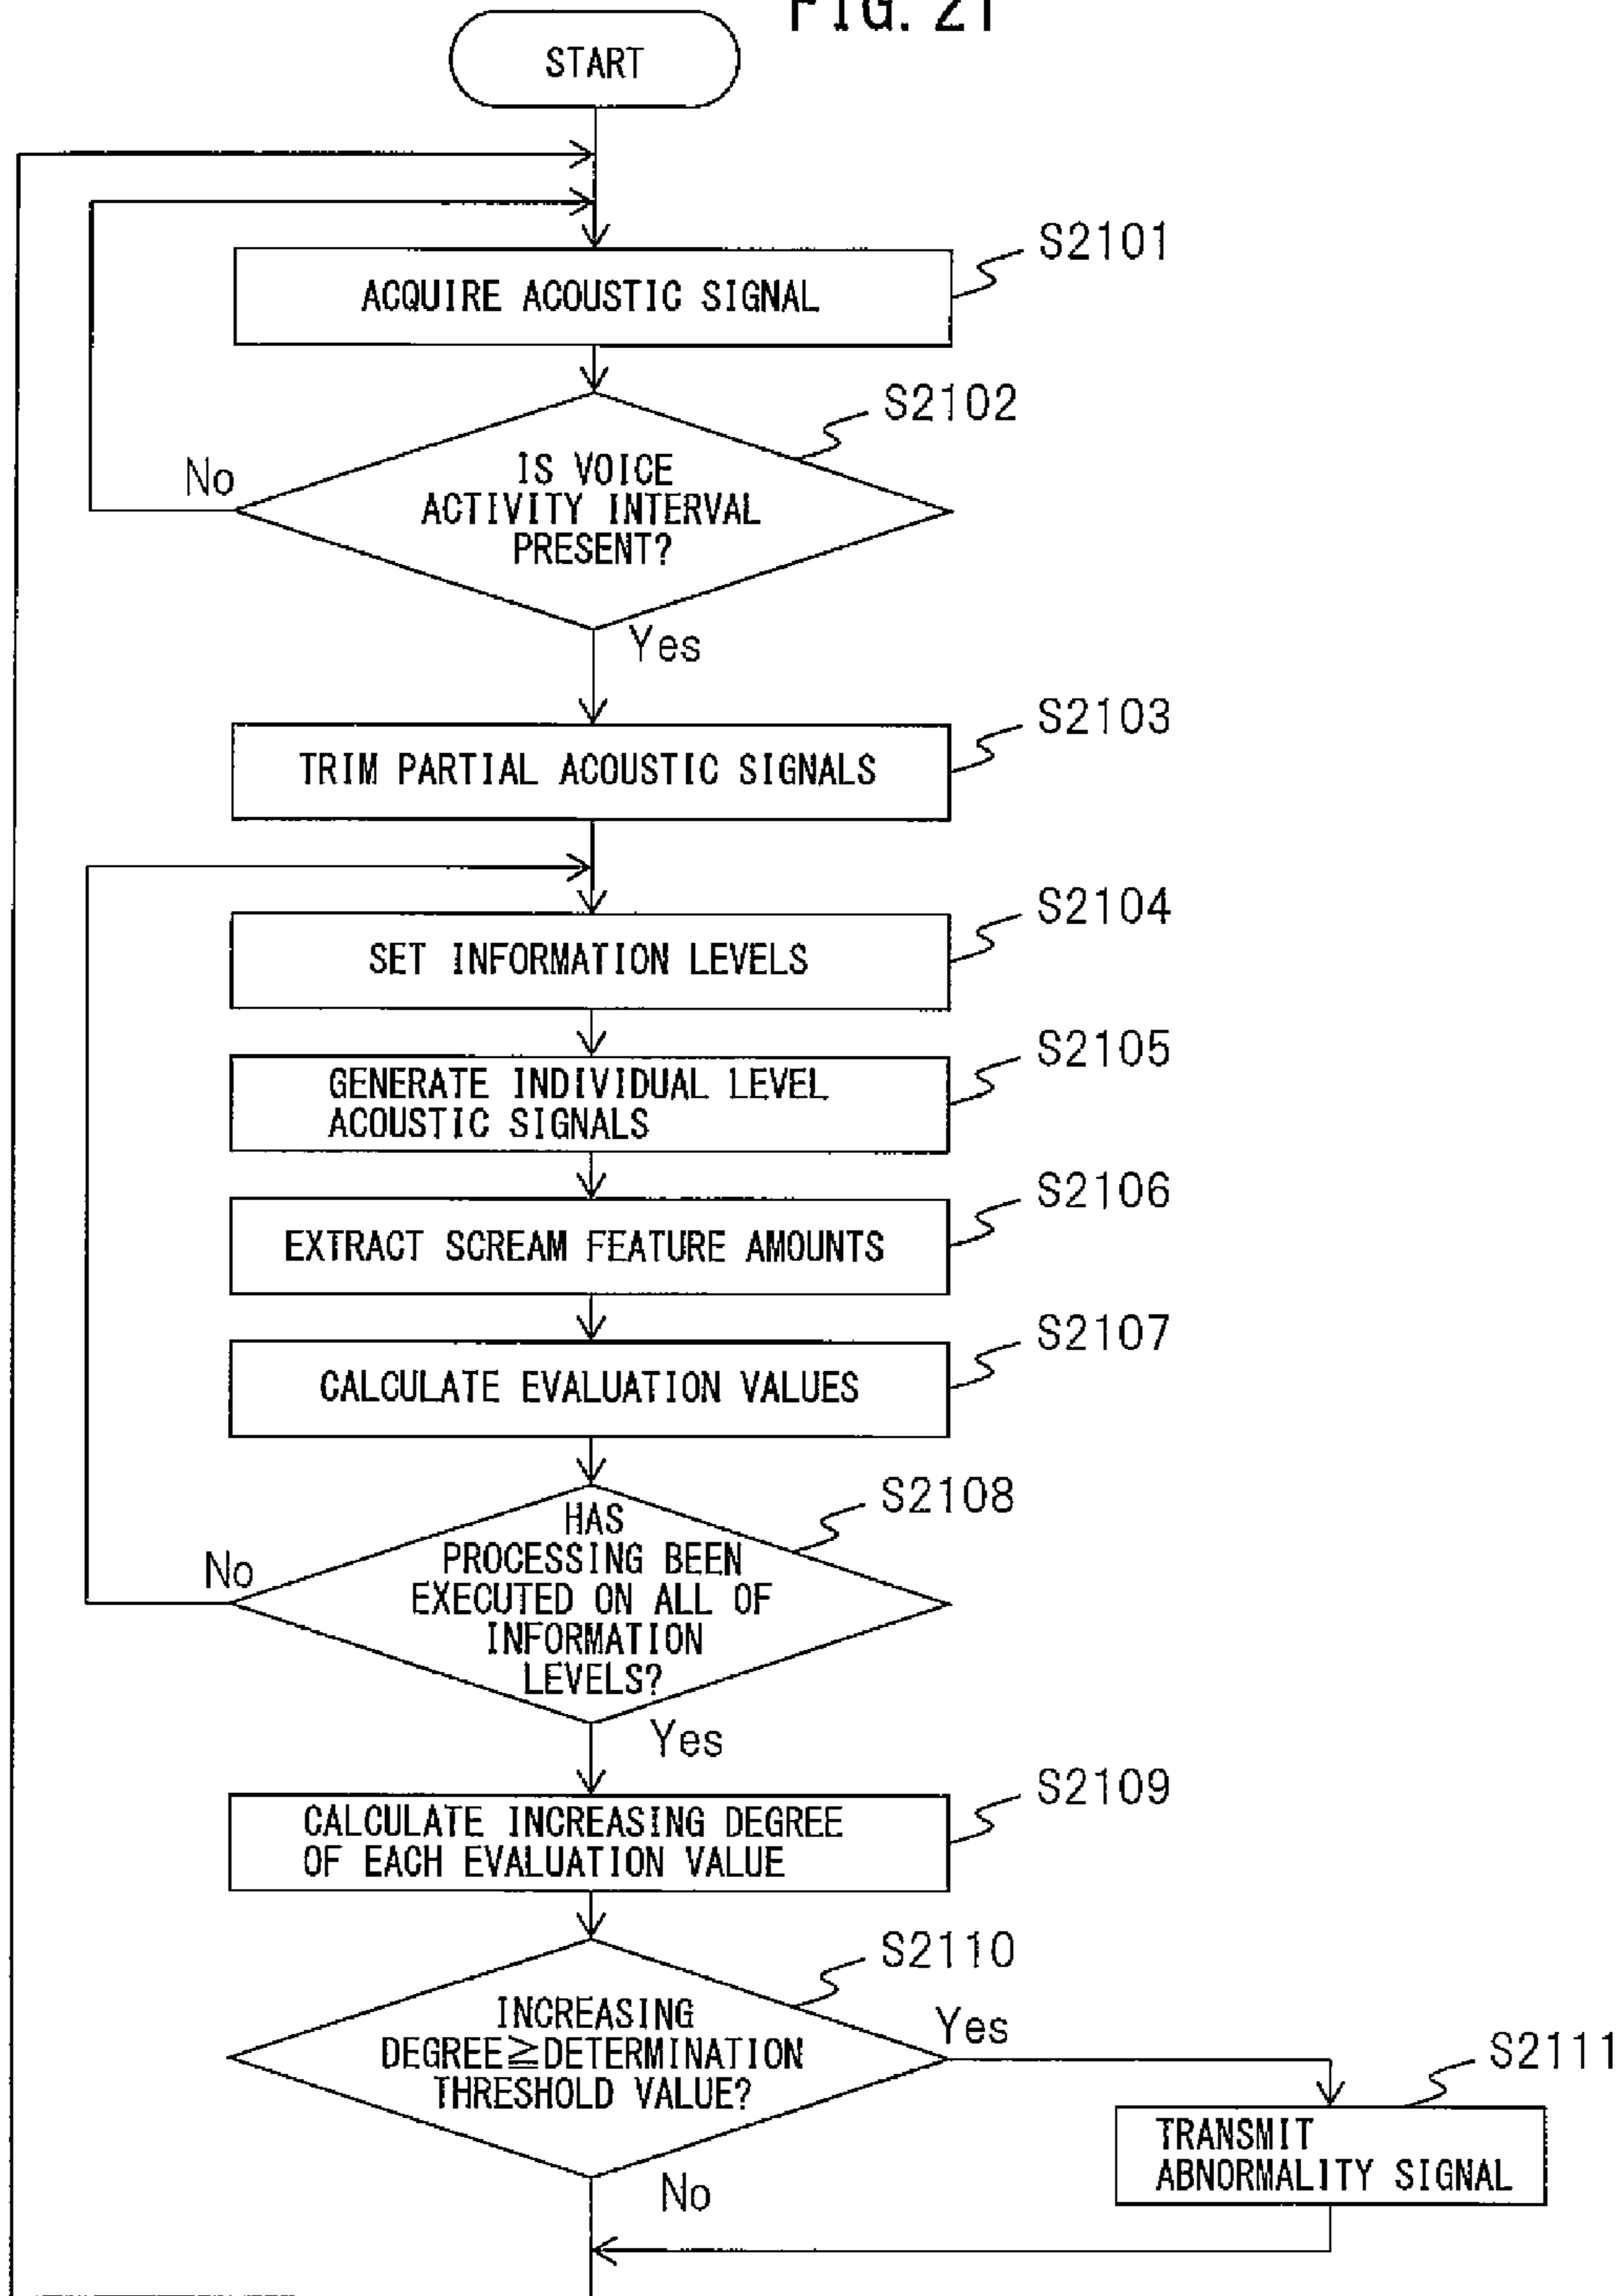 FIG. 21
START
ACQUIRE ACOUSTIC SIGNAL
S2101
S2102
IS VOICE
ACTIVITY INTERVAL
PRESENT?
No
Yes
TRIM PARTIAL ACOUSTIC SIGNALS
S2103
SET INFORMATION LEVELS
S2104
GENERATE INDIVIDUAL LEVEL
ACOUSTIC SIGNALS
S2105
EXTRACT SCREAM FEATURE AMOUNTS
S2106
CALCULATE EVALUATION VALUES
S2107
S2108
HAS
PROCESSING BEEN
EXECUTED ON ALL OF
INFORMATION
LEVELS?
No
Yes
CALCULATE INCREASING DEGREE
OF EACH EVALUATION VALUE
S2109
S2110
INCREASING
DEGREE≧DETERMINATION
THRESHOLD VALUE?
Yes
No
S2111
TRANSMIT
ABNORMALITY SIGNAL